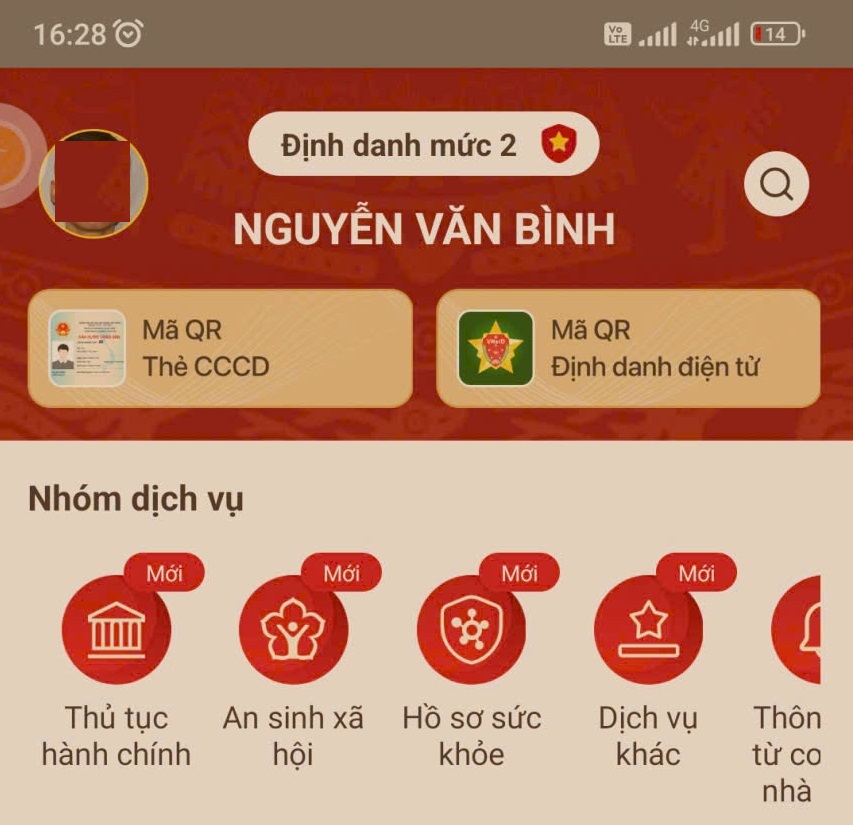 16:28
Vo
LTE
4G
14
Định danh mức 2
NGUYỄN VĂN BÌNH
Mã QR
Thẻ CCCD
Mã QR
Định danh điện tử
Nhóm dịch vụ
Mới
Mới
Mới
Mới
Thủ tục
hành chính
An sinh xã
hội
Hồ sơ sức
khỏe
Dịch vụ
khác
Thôn
từ cơ
nhà